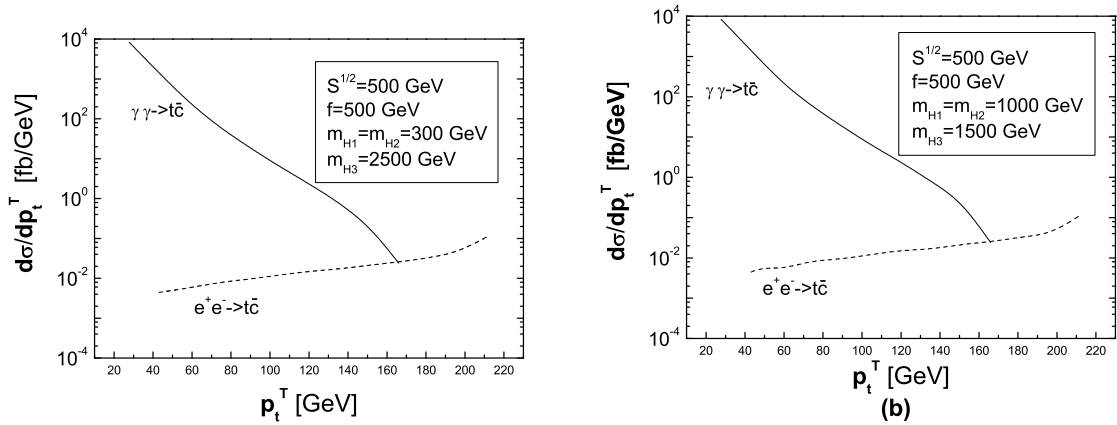 10^4
10^2
10^0
10^-2
10^-4
dσ/dp_t^T [fb/GeV]
γ γ->tc̄
S^1/2=500 GeV
f=500 GeV
m_H1=m_H2=300 GeV
m_H3=2500 GeV
e^+e^-->tc̄
20 40 60 80 100 120 140 160 180 200 220
p_t^T [GeV]
10^4
10^2
10^0
10^-2
10^-4
dσ/dp_t^T [fb/GeV]
γ γ->tc̄
S^1/2=500 GeV
f=500 GeV
m_H1=m_H2=1000 GeV
m_H3=1500 GeV
e^+e^-->tc̄
20 40 60 80 100 120 140 160 180 200 220
p_t^T [GeV]
(b)